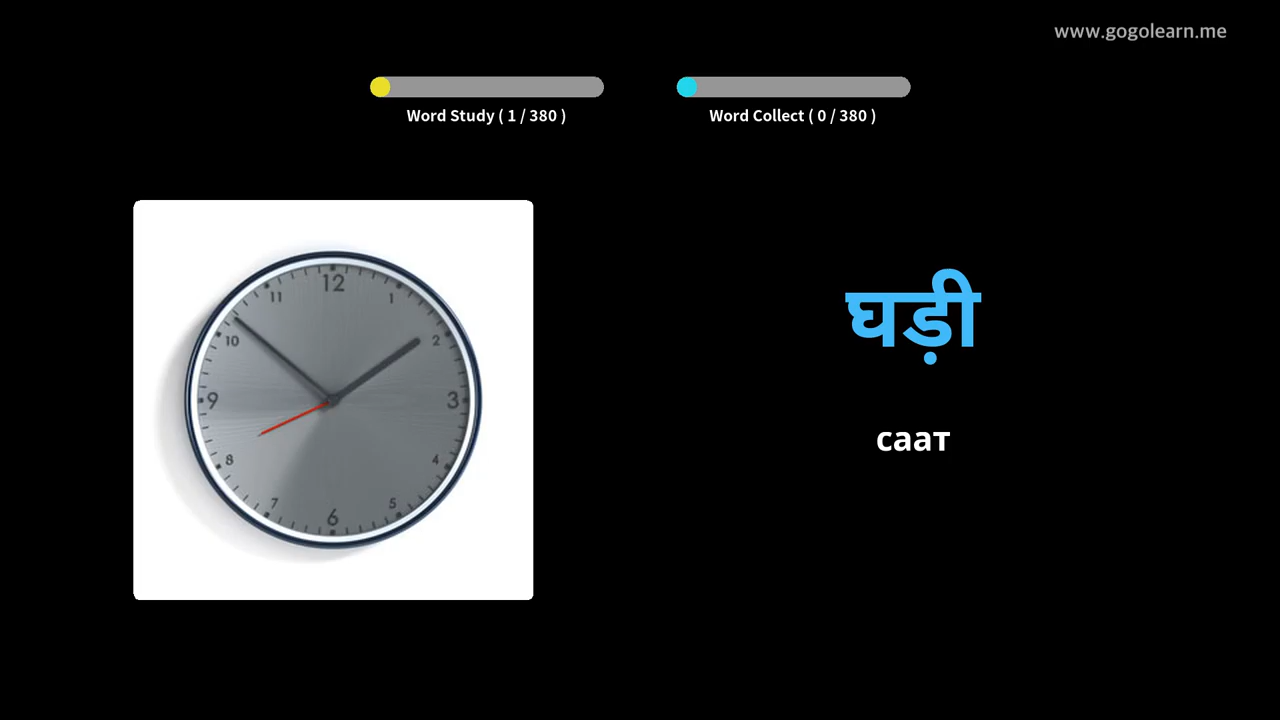 www.gogolearn.me
Word Study ( 1 / 380 )
Word Collect ( 0 / 380 )
12
11
1
10
2
9
3
8
4
7
5
6
घड़ी
саат